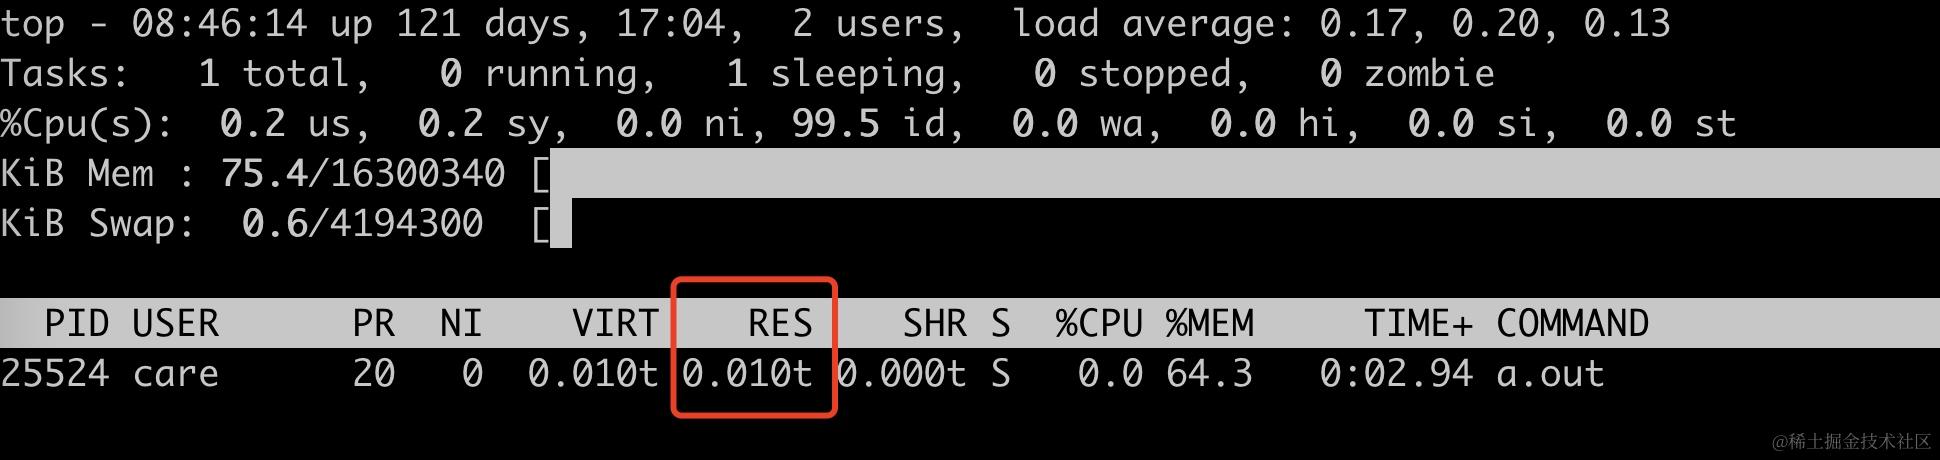 top - 08:46:14 up 121 days, 17:04,  2 users,  load average: 0.17, 0.20, 0.13
Tasks:   1 total,   0 running,   1 sleeping,   0 stopped,   0 zombie
%Cpu(s):  0.2 us,  0.2 sy,  0.0 ni, 99.5 id,  0.0 wa,  0.0 hi,  0.0 si,  0.0 st
KiB Mem : 75.4/16300340 [
KiB Swap:  0.6/4194300  [
  PID USER      PR  NI    VIRT    RES    SHR S  %CPU %MEM     TIME+ COMMAND
25524 care      20   0  0.010t 0.010t 0.000t S   0.0 64.3   0:02.94 a.out
@稀土掘金技术社区